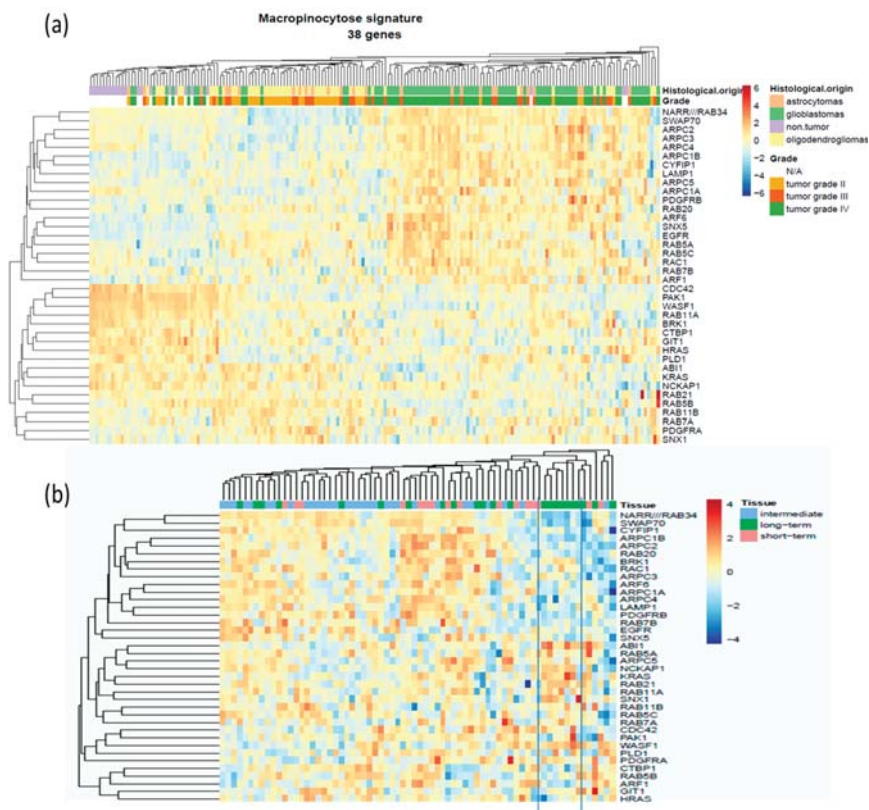 (a)
Macropinocytose signature
38 genes
Histological.origin
Grade
NARR///RAB34
SWAP70
ARPC2
ARPC3
ARPC4
ARPC1B
CYFIP1
LAMP1
ARPC5
ARPC1A
PDGFRB
RAB20
ARF6
SNX5
EGFR
RAB5A
RAB5C
RAC1
RAB7B
ARF1
CDC42
PAK1
WASF1
RAB11A
BRK1
CTBP1
GIT1
HRAS
PLD1
ABI1
KRAS
NCKAP1
RAB21
RAB5B
RAB11B
RAB7A
PDGFRA
SNX1
6
4
2
0
−2
−4
−6
Histological.origin
astrocytomas
glioblastomas
non.tumor
oligodendrogliomas
Grade
N/A
tumor grade II
tumor grade III
tumor grade IV
(b)
Tissue
NARR///RAB34
SWAP70
CYFIP1
ARPC1B
ARPC2
RAB20
BRK1
RAC1
ARPC3
ARF6
ARPC1A
ARPC4
LAMP1
PDGFRB
RAB7B
EGFR
SNX5
ABI1
RAB5A
ARPC5
NCKAP1
KRAS
RAB21
RAB11A
SNX1
RAB11B
RAB5C
RAB7A
CDC42
PAK1
WASF1
PLD1
PDGFRA
CTBP1
RAB5B
ARF1
GIT1
HRAS
4
2
0
−2
−4
Tissue
intermediate
long−term
short−term